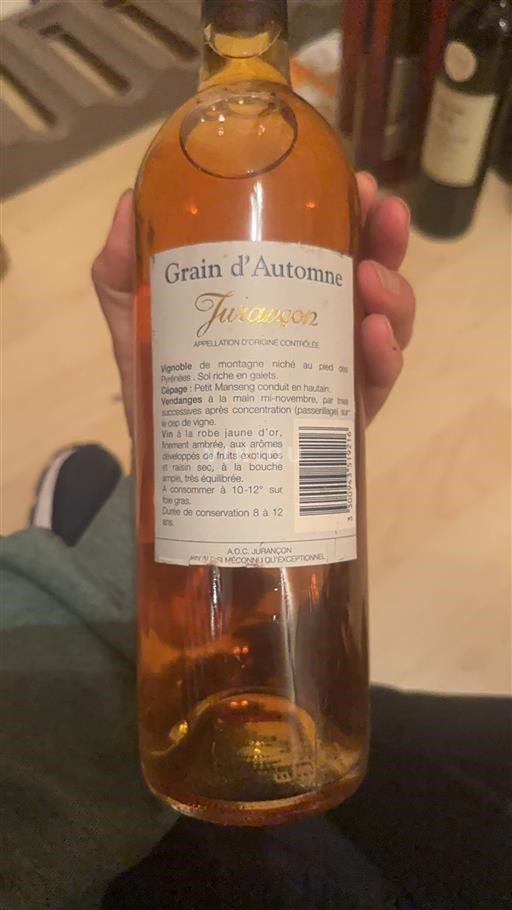 Grain d'Automne
Jurançon
APPELLATION D'ORIGINE CONTRÔLÉE
Vignoble de montagne niché au pied des
Pyrénées . Sol riche en galets.
Cépage : Petit Manseng conduit en hautain.
Vendanges à la main mi-novembre, par tries
successives après concentration (passerillage) sur
le cep de vigne.
Vin à la robe jaune d'or,
finement ambrée, aux arômes
développés de fruits exotiques
et raisin sec, à la bouche
ample, très équilibrée.
A consommer à 10-12° sur
foie gras.
Durée de conservation 8 à 12
ans.
A.O.C. JURANÇON
MÉCONNU QU'EXCEPTIONNEL